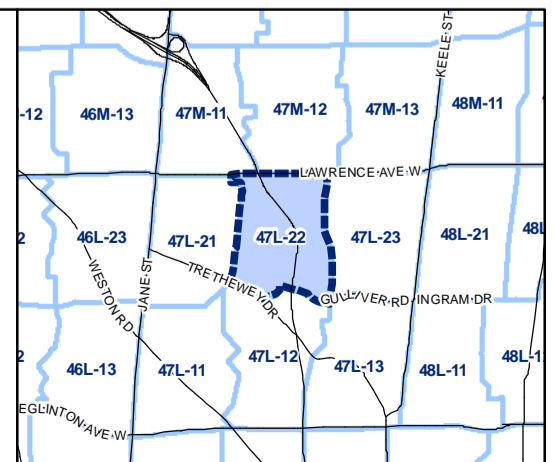 KEELE ST
-12
46M-13
47M-11
47M-12
47M-13
48M-11
LAWRENCE AVE W
2
46L-23
47L-21
47L-22
47L-23
48L-21
48L
WESTON RD
JANE ST
TRETHEWEY DR
GULLIVER RD
INGRAM DR
2
46L-13
47L-11
47L-12
47L-13
48L-11
48L-1
EGLINTON AVE W